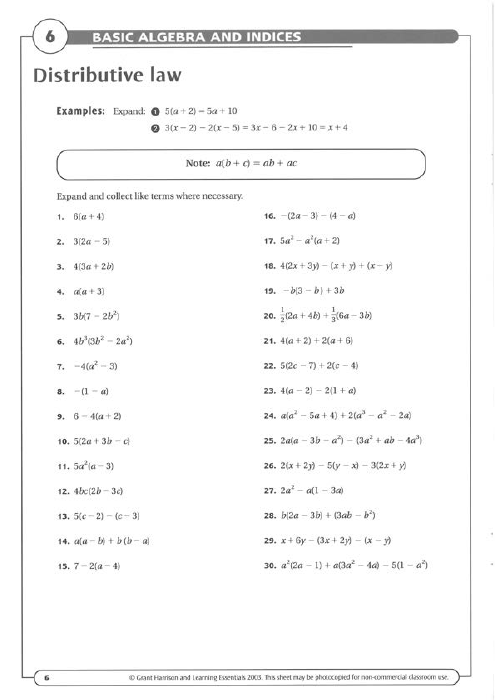 6
BASIC ALGEBRA AND INDICES
Distributive law
Examples: Expand: ❶ 5(a + 2) = 5a + 10
❷ 3(x − 2) − 2(x − 5) = 3x − 6 − 2x + 10 = x + 4
Note: a(b + c) = ab + ac
Expand and collect like terms where necessary.
1. 6(a + 4)
2. 3(2a − 5)
3. 4(3a + 2b)
4. a(a + 3)
5. 3b(7 − 2b²)
6. 4b³(3b² − 2a²)
7. −4(a² − 3)
8. −(1 − a)
9. 6 − 4(a + 2)
10. 5(2a + 3b − c)
11. 5a²(a − 3)
12. 4bc(2b − 3c)
13. 5(c − 2) − (c − 3)
14. a(a − b) + b(b − a)
15. 7 − 2(a − 4)
16. −(2a − 3) − (4 − a)
17. 5a² − a²(a + 2)
18. 4(2x + 3y) − (x + y) + (x − y)
19. −b(3 − b) + 3b
20. ½(2a + 4b) + ⅓(6a − 3b)
21. 4(a + 2) + 2(a + 6)
22. 5(2c − 7) + 2(c − 4)
23. 4(a − 2) − 2(1 + a)
24. a(a² − 5a + 4) + 2(a³ − a² − 2a)
25. 2a(a − 3b − a²) − (3a² + ab − 4a³)
26. 2(x + 2y) − 5(y − x) − 3(2x + y)
27. 2a² − a(1 − 3a)
28. b(2a − 3b) + (3ab − b²)
29. x + 6y − (3x + 2y) − (x − y)
30. a²(2a − 1) + a(3a² − 4a) − 5(1 − a²)
6
© Grant Harrison and Learning Essentials 2003. This sheet may be photocopied for non-commercial classroom use.